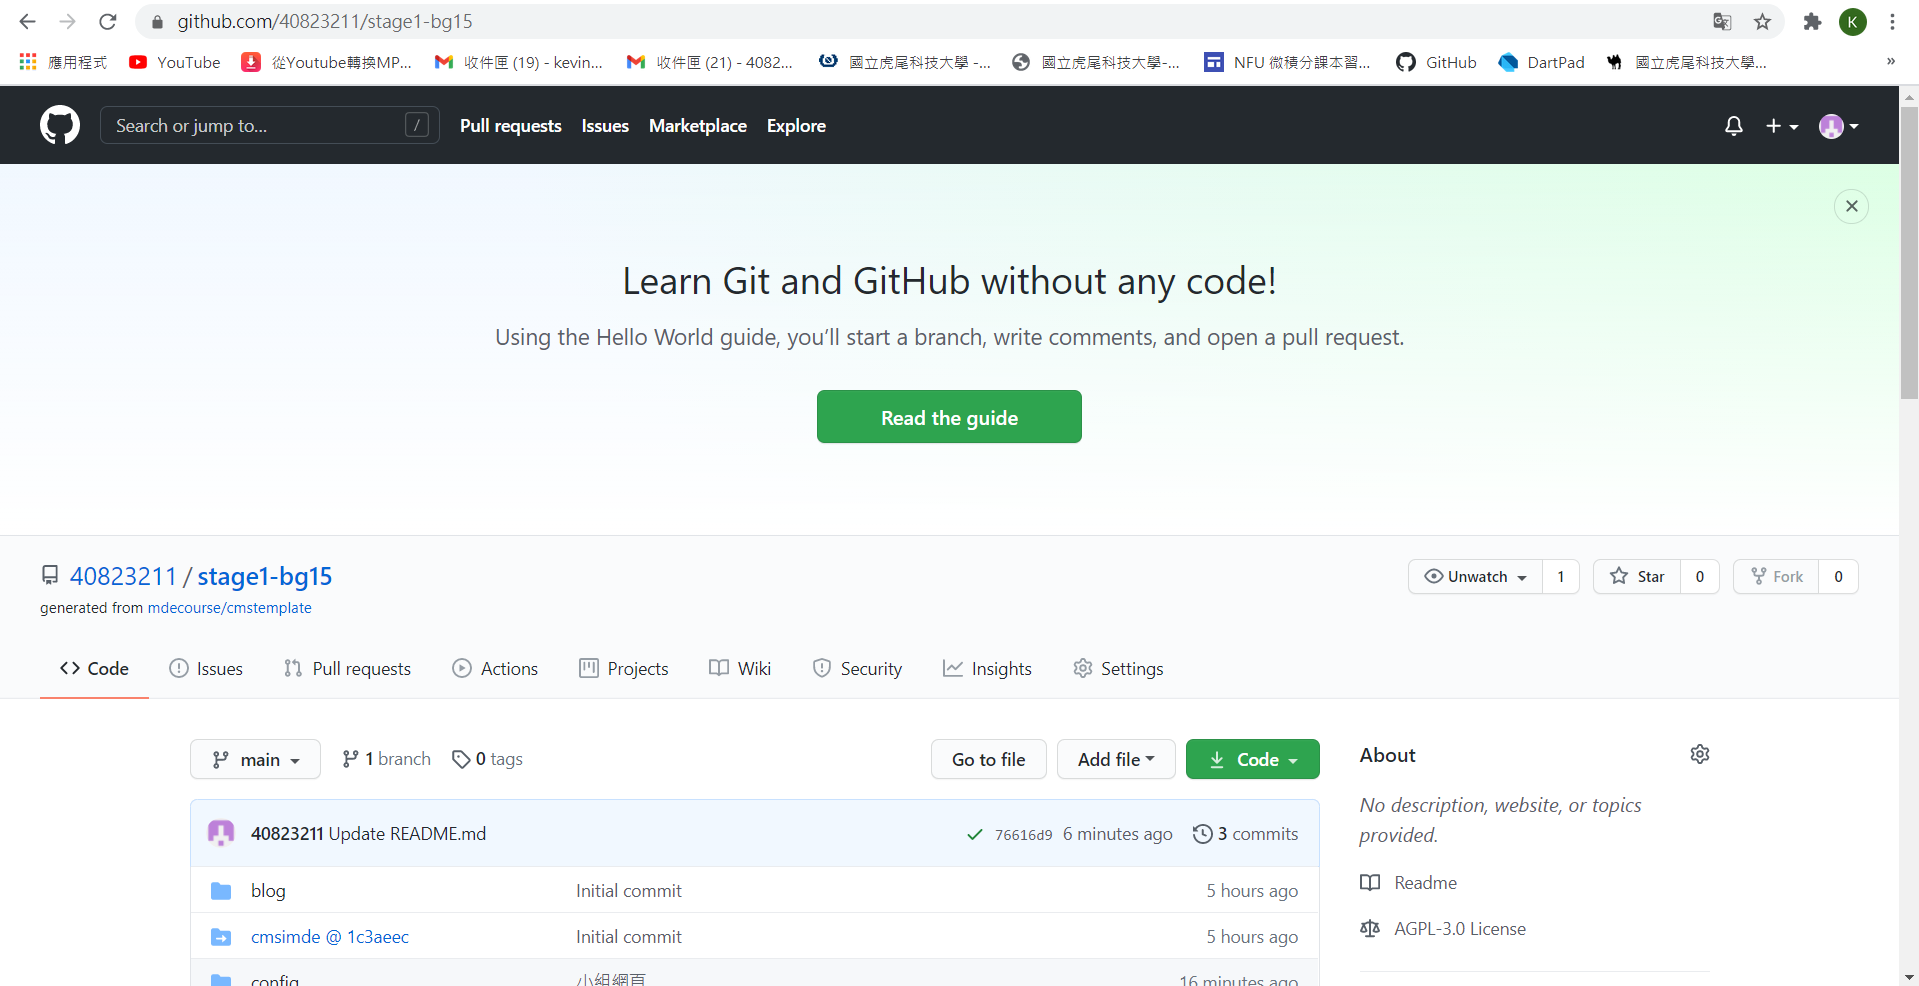 github.com/40823211/stage1-bg15
K
應用程式 YouTube 從Youtube轉換MP... 收件匣 (19) - kevin... 收件匣 (21) - 4082... 國立虎尾科技大學 -... 國立虎尾科技大學-... NFU 微積分課本習... GitHub DartPad 國立虎尾科技大學... »
Search or jump to... / Pull requests Issues Marketplace Explore
Learn Git and GitHub without any code!
Using the Hello World guide, you’ll start a branch, write comments, and open a pull request.
Read the guide
40823211 / stage1-bg15
Unwatch 1 Star 0 Fork 0
generated from mdecourse/cmstemplate
Code Issues Pull requests Actions Projects Wiki Security Insights Settings
main 1 branch 0 tags Go to file Add file Code
About
No description, website, or topics
provided.
Readme
AGPL-3.0 License
40823211 Update README.md 76616d9 6 minutes ago 3 commits
blog Initial commit 5 hours ago
cmsimde @ 1c3aeec Initial commit 5 hours ago
config 小組網頁 16 minutes ago